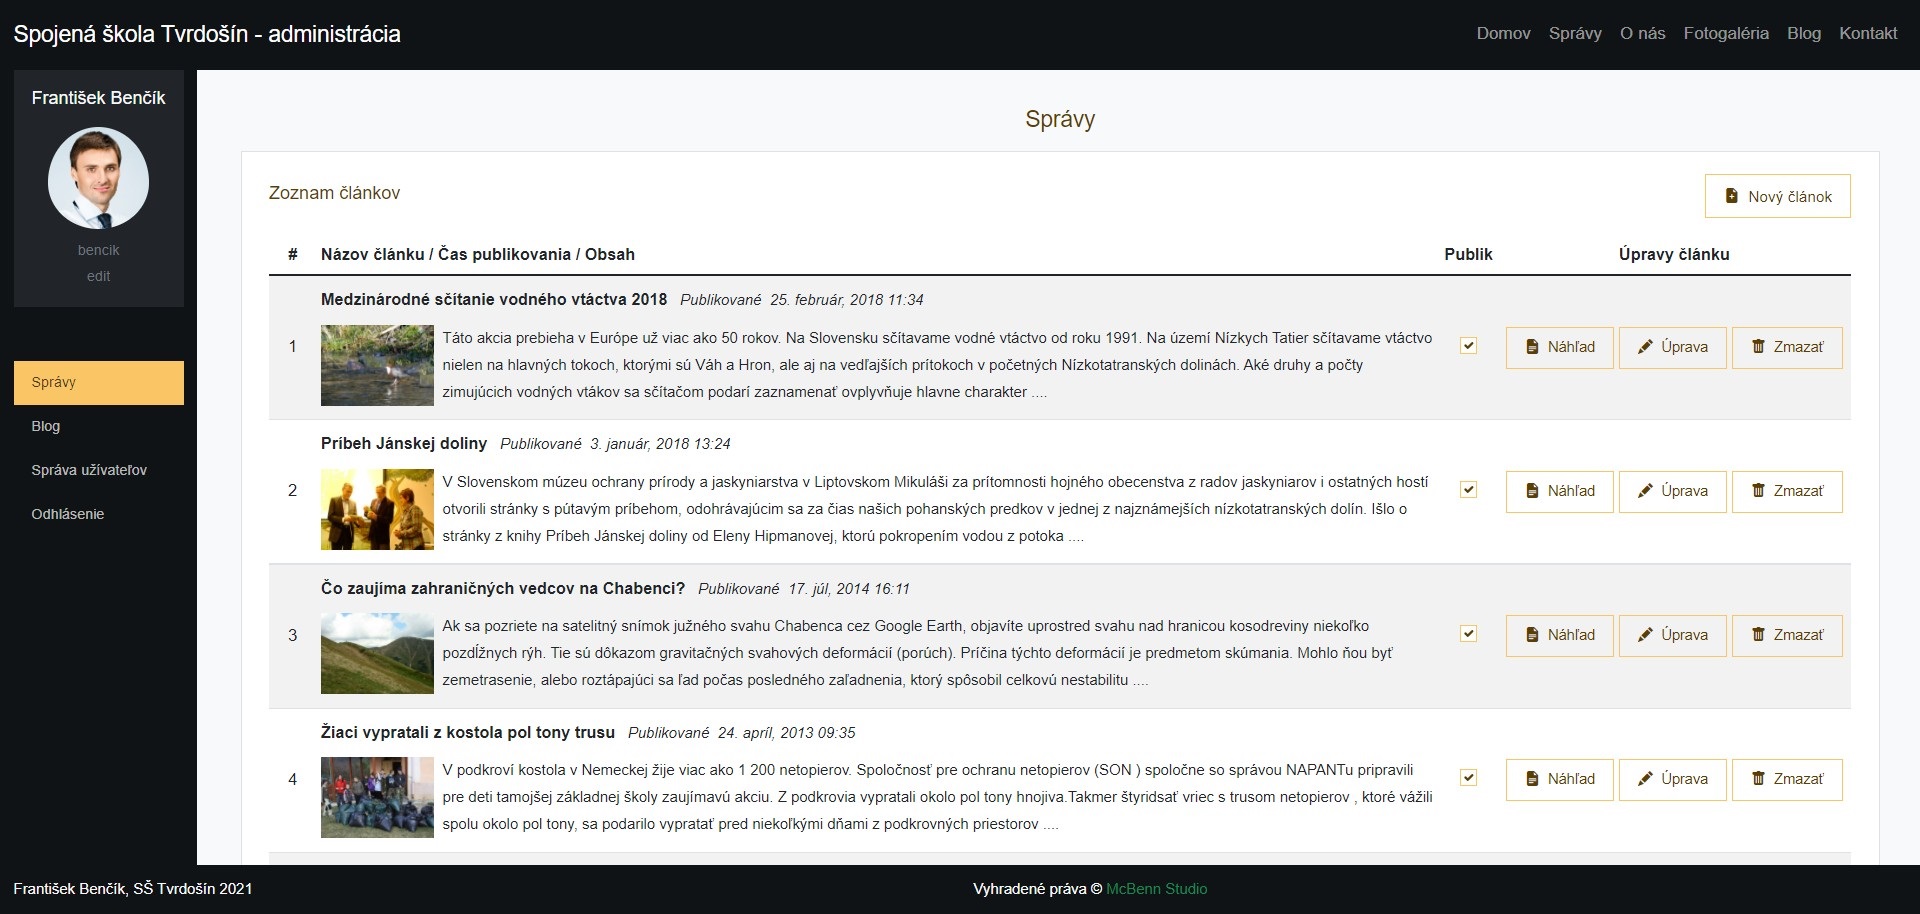 Spojená škola Tvrdošín - administrácia
Domov Správy O nás Fotogaléria Blog Kontakt
František Benčík
bencik
edit
Správy
Blog
Správa užívateľov
Odhlásenie
Správy
Zoznam článkov
Nový článok
# Názov článku / Čas publikovania / Obsah Publik Úpravy článku
Medzinárodné sčítanie vodného vtáctva 2018 Publikované 25. február, 2018 11:34
1
Táto akcia prebieha v Európe už viac ako 50 rokov. Na Slovensku sčítavame vodné vtáctvo od roku 1991. Na území Nízkych Tatier sčítavame vtáctvo
nielen na hlavných tokoch, ktorými sú Váh a Hron, ale aj na vedľajších prítokoch v početných Nízkotatranských dolinách. Aké druhy a počty
zimujúcich vodných vtákov sa sčítačom podarí zaznamenať ovplyvňuje hlavne charakter ....
Náhľad Úprava Zmazať
Príbeh Jánskej doliny Publikované 3. január, 2018 13:24
2
V Slovenskom múzeu ochrany prírody a jaskyniarstva v Liptovskom Mikuláši za prítomnosti hojného obecenstva z radov jaskyniarov i ostatných hostí
otvorili stránky s pútavým príbehom, odohrávajúcim sa za čias našich pohanských predkov v jednej z najznámejších nízkotatranských dolín. Išlo o
stránky z knihy Príbeh Jánskej doliny od Eleny Hipmanovej, ktorú pokropením vodou z potoka ....
Náhľad Úprava Zmazať
Čo zaujíma zahraničných vedcov na Chabenci? Publikované 17. júl, 2014 16:11
3
Ak sa pozriete na satelitný snímok južného svahu Chabenca cez Google Earth, objavíte uprostred svahu nad hranicou kosodreviny niekoľko
pozdĺžnych rýh. Tie sú dôkazom gravitačných svahových deformácií (porúch). Príčina týchto deformácií je predmetom skúmania. Mohlo ňou byť
zemetrasenie, alebo roztápajúci sa ľad počas posledného zaľadnenia, ktorý spôsobil celkovú nestabilitu ....
Náhľad Úprava Zmazať
Žiaci vypratali z kostola pol tony trusu Publikované 24. apríl, 2013 09:35
4
V podkroví kostola v Nemeckej žije viac ako 1 200 netopierov. Spoločnosť pre ochranu netopierov (SON ) spoločne so správou NAPANTu pripravili
pre deti tamojšej základnej školy zaujímavú akciu. Z podkrovia vypratali okolo pol tony hnojiva.Takmer štyridsať vriec s trusom netopierov , ktoré vážili
spolu okolo pol tony, sa podarilo vypratať pred niekoľkými dňami z podkrovných priestorov ....
Náhľad Úprava Zmazať
František Benčík, SŠ Tvrdošín 2021
Vyhradené práva © McBenn Studio